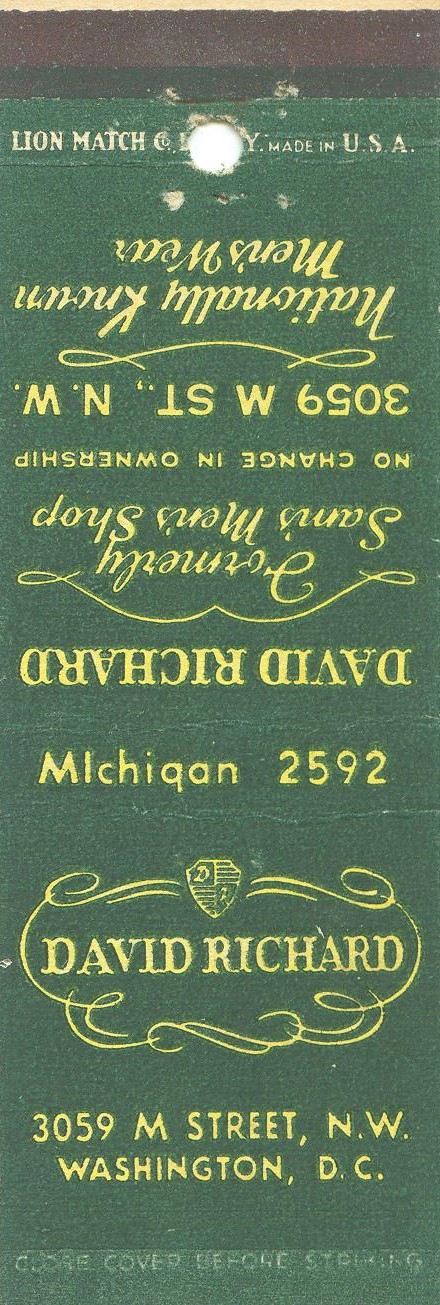 LION MATCH MADE IN U.S.A.
DAVID RICHARD
Formerly
Sam's Men's Shop
NO CHANGE IN OWNERSHIP
3059 M ST., N.W.
Nationally Known
Men's Wear
MIchigan 2592
D R
DAVID RICHARD
3059 M STREET, N.W.
WASHINGTON, D.C.
CLOSE COVER BEFORE STRIKING